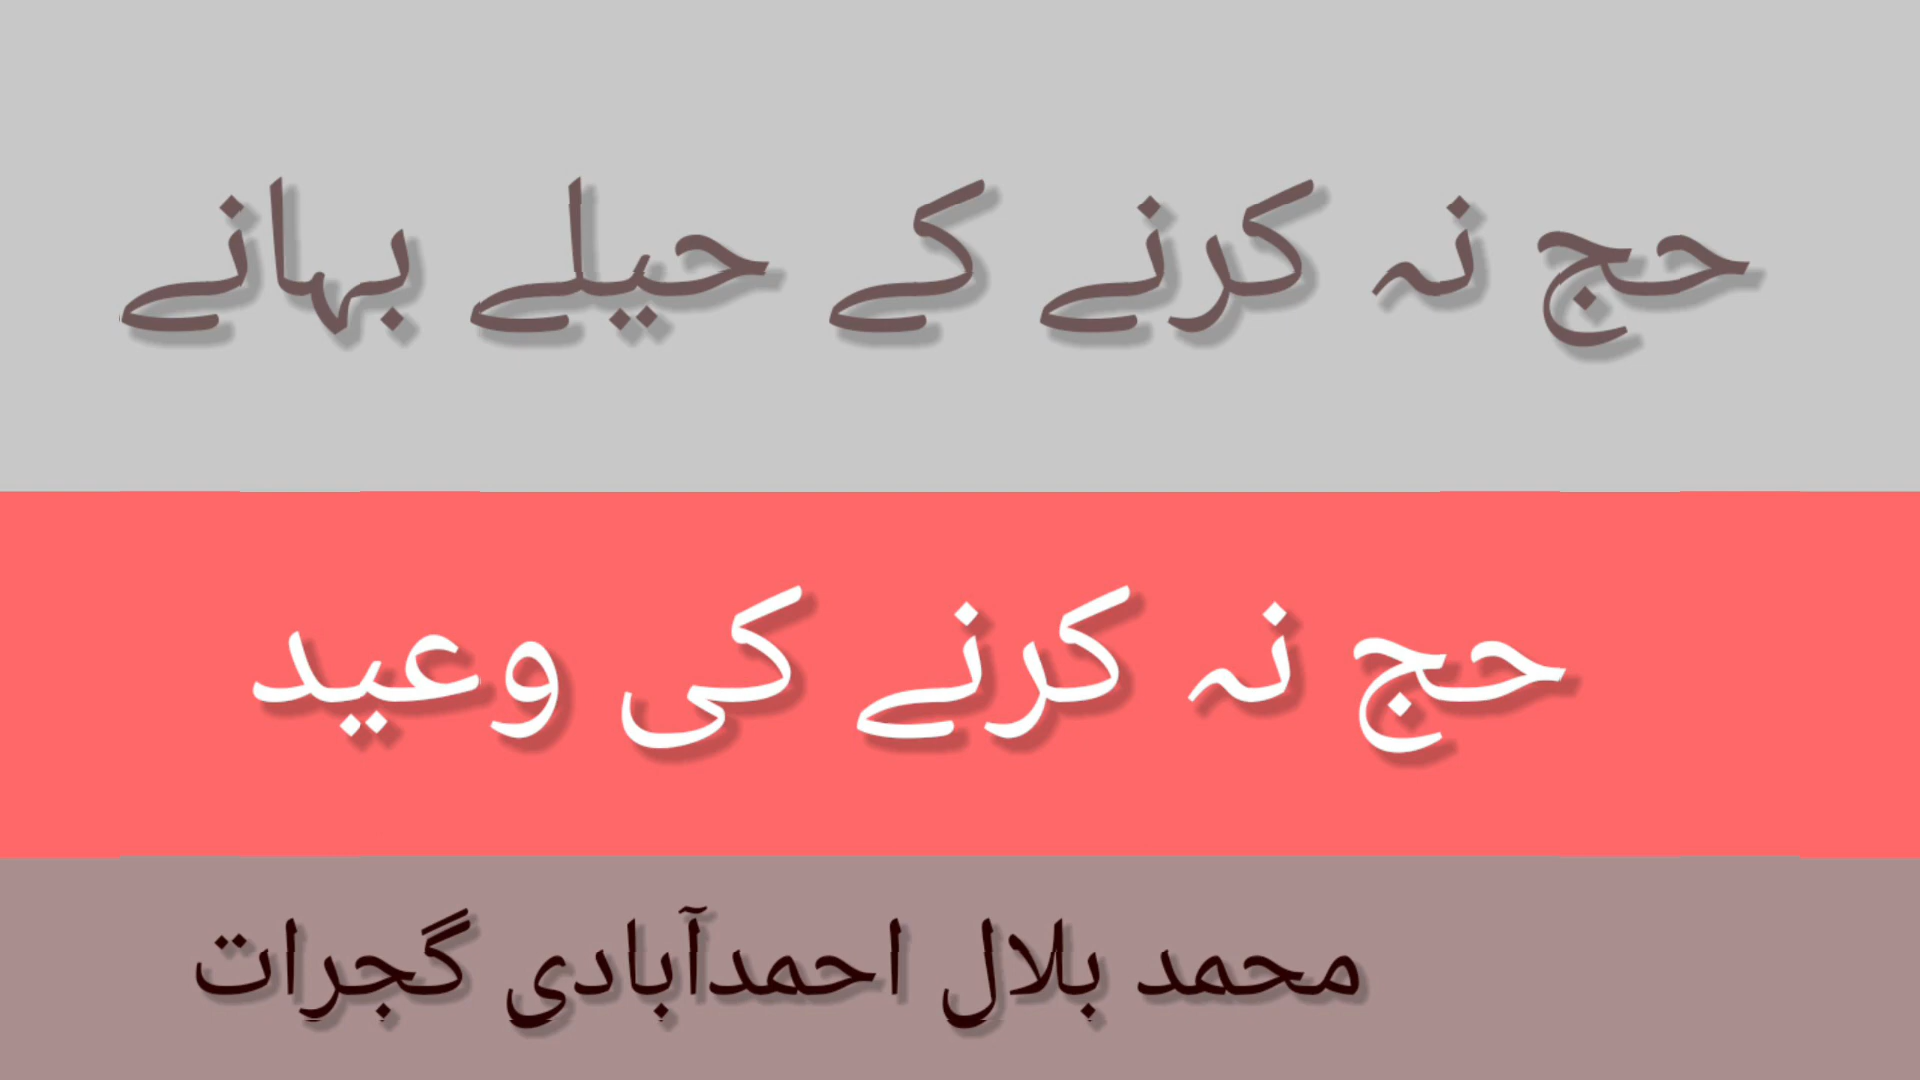 حج نہ کرنے کے حیلے بہانے
حج نہ کرنے کی وعید
محمد بلال احمدآبادی گجرات